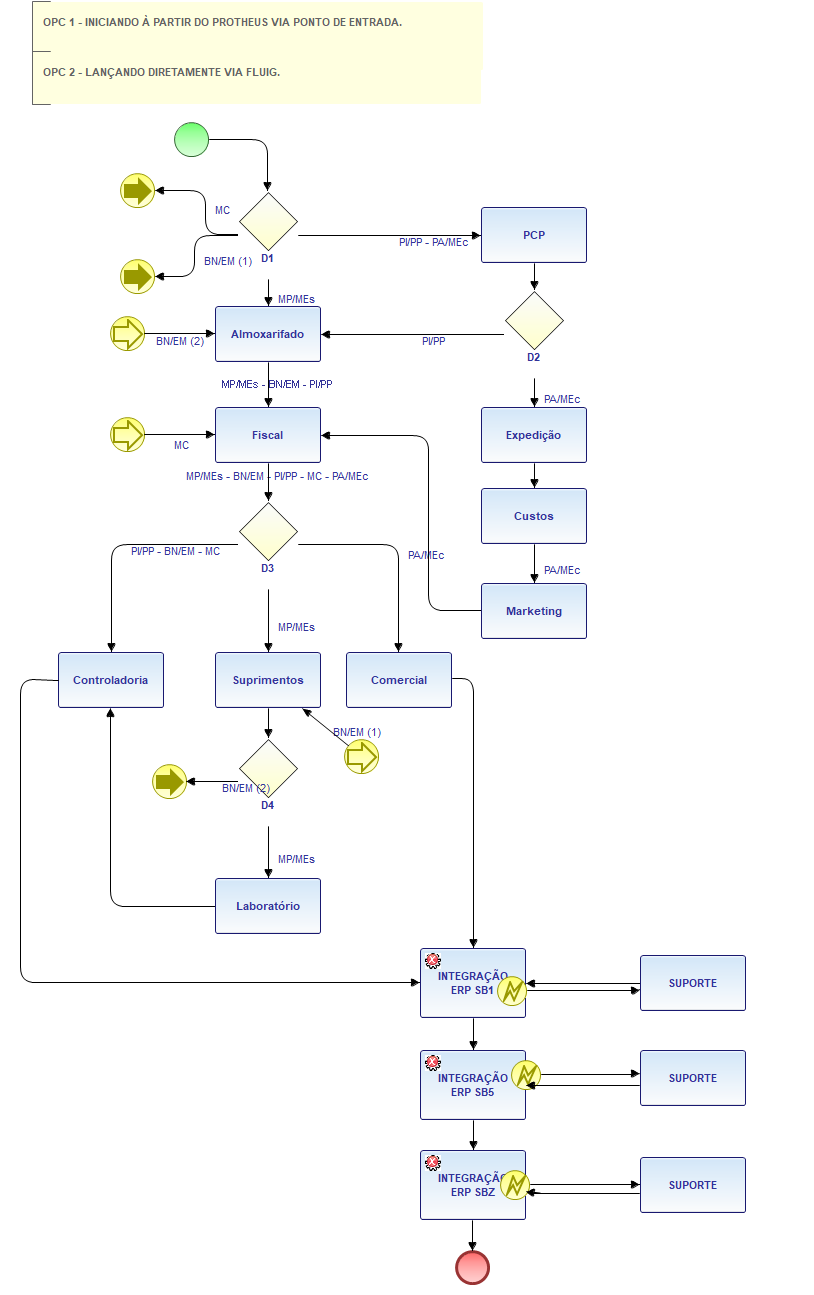 OPC 1 - INICIANDO À PARTIR DO PROTHEUS VIA PONTO DE ENTRADA.
OPC 2 - LANÇANDO DIRETAMENTE VIA FLUIG.
MC
BN/EM (1)
D1
PI/PP - PA/MEc
PCP
MP/MEs
Almoxarifado
BN/EM (2)
PI/PP
D2
MP/MEs - BN/EM - PI/PP
PA/MEc
Fiscal
MC
Expedição
MP/MEs - BN/EM - PI/PP - MC - PA/MEc
Custos
D3
PI/PP - BN/EM - MC
PA/MEc
PA/MEc
Marketing
MP/MEs
Controladoria
Suprimentos
Comercial
BN/EM (1)
BN/EM (2)
D4
MP/MEs
Laboratório
INTEGRAÇÃO
ERP SB1
SUPORTE
INTEGRAÇÃO
ERP SB5
SUPORTE
INTEGRAÇÃO
ERP SBZ
SUPORTE